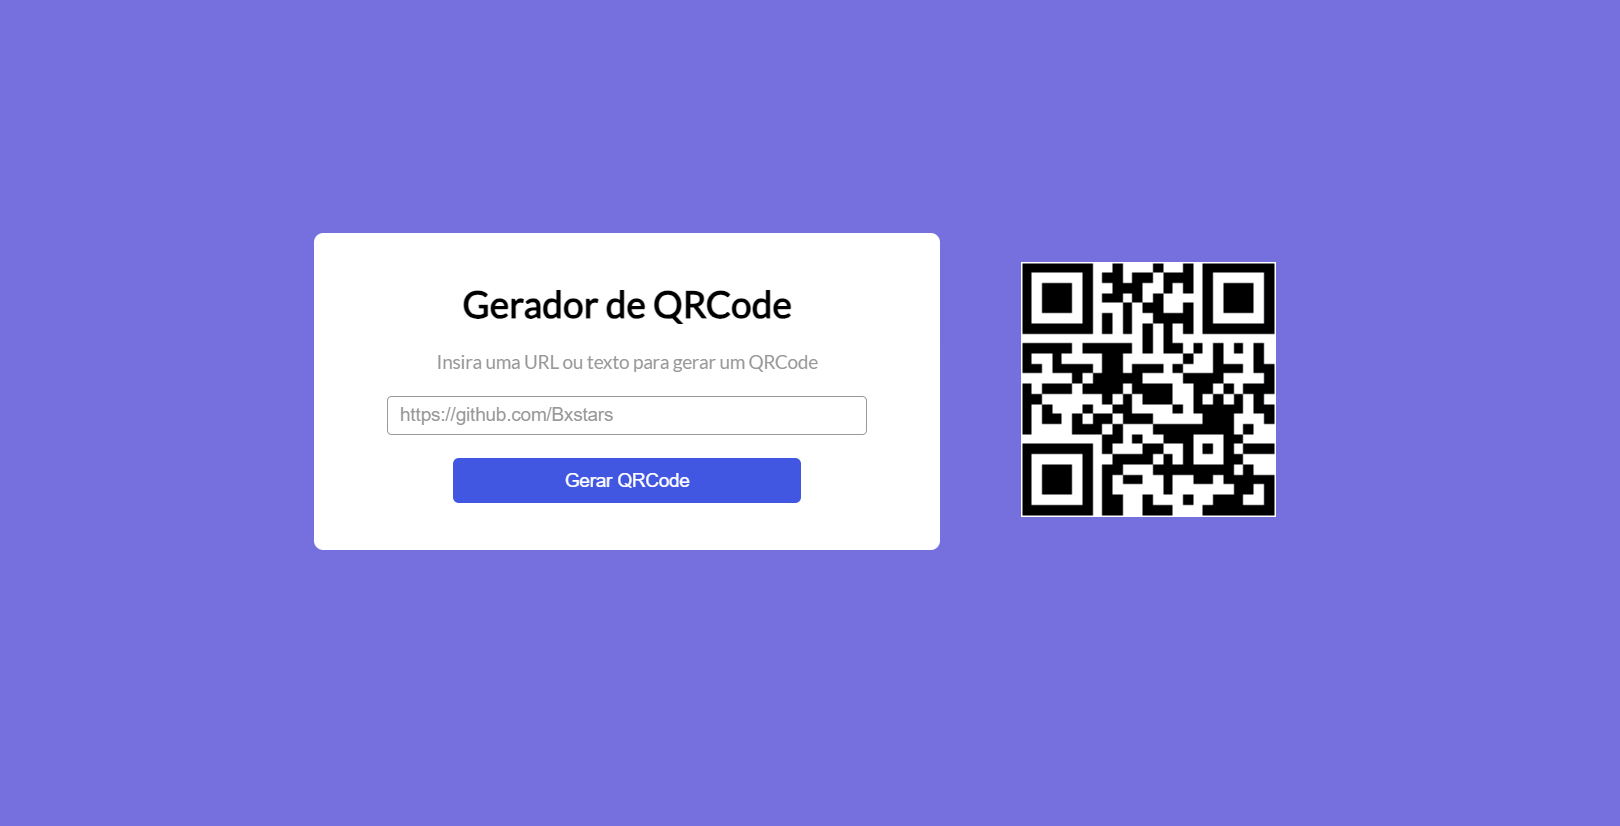 Gerador de QRCode
Insira uma URL ou texto para gerar um QRCode
https://github.com/Bxstars
Gerar QRCode